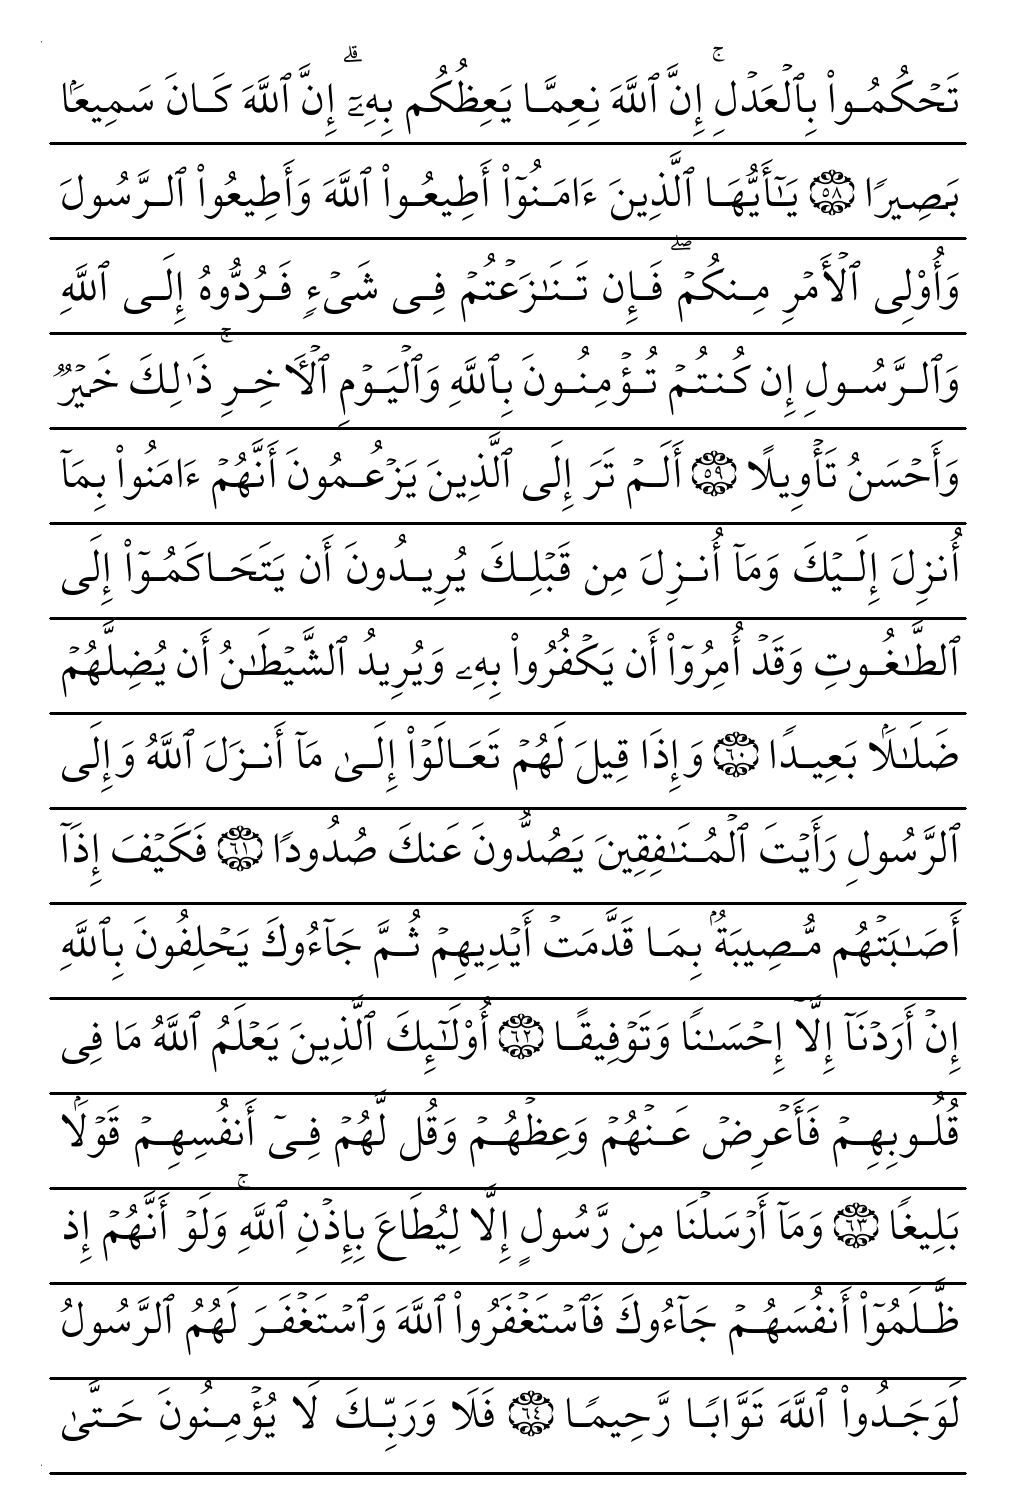 تَحۡكُمُواْ بِٱلۡعَدۡلِۚ إِنَّ ٱللَّهَ نِعِمَّا يَعِظُكُم بِهِۦٓۗ إِنَّ ٱللَّهَ كَانَ سَمِيعَۢا
بَصِيرٗا ٥٨ يَـٰٓأَيُّهَا ٱلَّذِينَ ءَامَنُوٓاْ أَطِيعُواْ ٱللَّهَ وَأَطِيعُواْ ٱلرَّسُولَ
وَأُوْلِي ٱلۡأَمۡرِ مِنكُمۡۖ فَإِن تَنَٰزَعۡتُمۡ فِي شَيۡءٖ فَرُدُّوهُ إِلَى ٱللَّهِ
وَٱلرَّسُولِ إِن كُنتُمۡ تُؤۡمِنُونَ بِٱللَّهِ وَٱلۡيَوۡمِ ٱلۡأٓخِرِۚ ذَٰلِكَ خَيۡرٞ
وَأَحۡسَنُ تَأۡوِيلًا ٥٩ أَلَمۡ تَرَ إِلَى ٱلَّذِينَ يَزۡعُمُونَ أَنَّهُمۡ ءَامَنُواْ بِمَآ
أُنزِلَ إِلَيۡكَ وَمَآ أُنزِلَ مِن قَبۡلِكَ يُرِيدُونَ أَن يَتَحَاكَمُوٓاْ إِلَى
ٱلطَّـٰغُوتِ وَقَدۡ أُمِرُوٓاْ أَن يَكۡفُرُواْ بِهِۦ وَيُرِيدُ ٱلشَّيۡطَٰنُ أَن يُضِلَّهُمۡ
ضَلَٰلَۢا بَعِيدٗا ٦٠ وَإِذَا قِيلَ لَهُمۡ تَعَالَوۡاْ إِلَىٰ مَآ أَنزَلَ ٱللَّهُ وَإِلَى
ٱلرَّسُولِ رَأَيۡتَ ٱلۡمُنَٰفِقِينَ يَصُدُّونَ عَنكَ صُدُودٗا ٦١ فَكَيۡفَ إِذَآ
أَصَٰبَتۡهُم مُّصِيبَةُۢ بِمَا قَدَّمَتۡ أَيۡدِيهِمۡ ثُمَّ جَآءُوكَ يَحۡلِفُونَ بِٱللَّهِ
إِنۡ أَرَدۡنَآ إِلَّآ إِحۡسَٰنٗا وَتَوۡفِيقًا ٦٢ أُوْلَـٰٓئِكَ ٱلَّذِينَ يَعۡلَمُ ٱللَّهُ مَا فِي
قُلُوبِهِمۡ فَأَعۡرِضۡ عَنۡهُمۡ وَعِظۡهُمۡ وَقُل لَّهُمۡ فِيٓ أَنفُسِهِمۡ قَوۡلَۢا
بَلِيغٗا ٦٣ وَمَآ أَرۡسَلۡنَا مِن رَّسُولٍ إِلَّا لِيُطَاعَ بِإِذۡنِ ٱللَّهِۚ وَلَوۡ أَنَّهُمۡ إِذ
ظَّلَمُوٓاْ أَنفُسَهُمۡ جَآءُوكَ فَٱسۡتَغۡفَرُواْ ٱللَّهَ وَٱسۡتَغۡفَرَ لَهُمُ ٱلرَّسُولُ
لَوَجَدُواْ ٱللَّهَ تَوَّابٗا رَّحِيمٗا ٦٤ فَلَا وَرَبِّكَ لَا يُؤۡمِنُونَ حَتَّىٰ